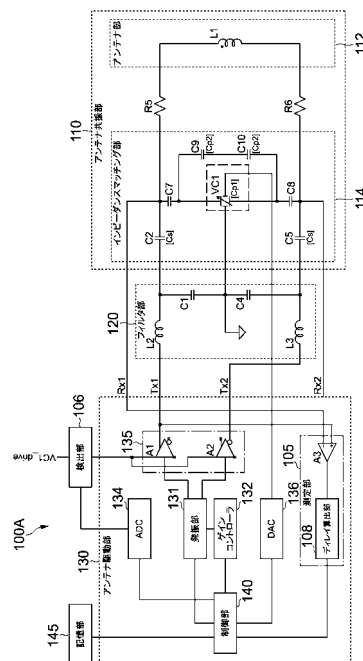 100A
110
アンテナ共振部
アンテナ部
112
L1
R5
R6
インピーダンスマッチング部
114
C9
[Cp2]
C10
[Cp2]
C7
VC1
[Cp1]
C8
C2
[Cs]
C5
[Cs]
120
フィルタ部
L2
C1
C4
L3
Rx1
Tx1
Tx2
Rx2
VC1_drive
106
検出部
135
A1
A2
105
測定部
A3
108
ディレイ算出部
134
ADC
131
発振部
132
ゲイン
コントローラ
136
DAC
130
アンテナ駆動部
140
制御部
145
記憶部